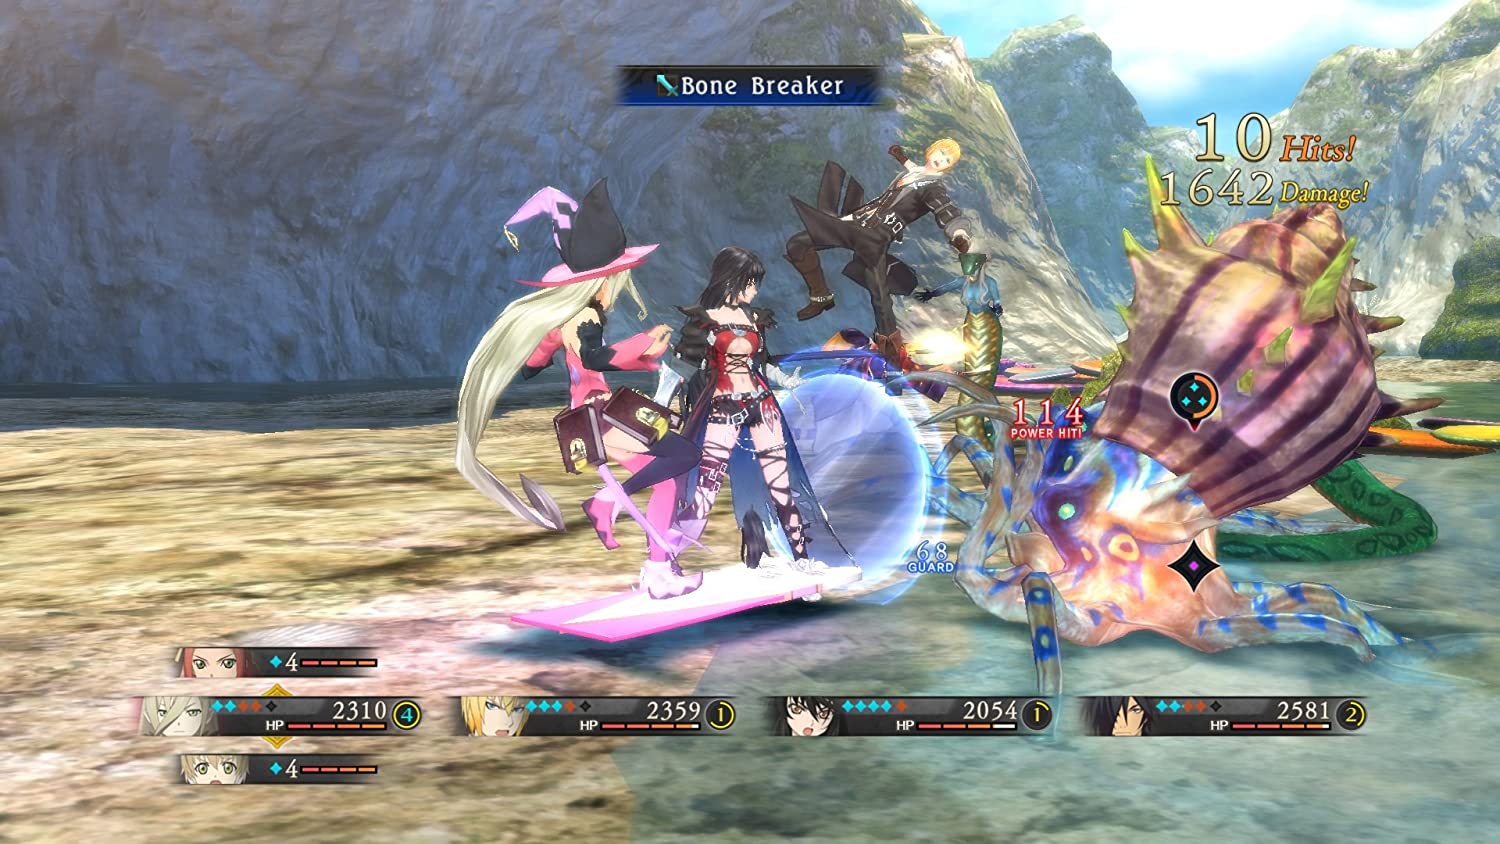 Bone Breaker
10 Hits!
1642 Damage!
114
POWER HIT!
68
GUARD
4
HP 2310 4
HP 2359 1
HP 2054 1
HP 2581 2
4